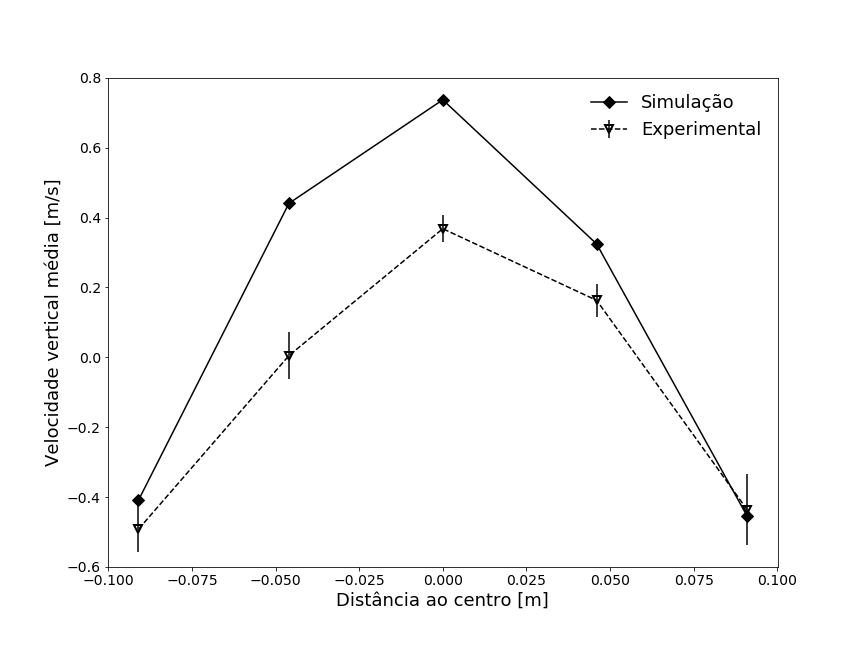 Simulação
Experimental
Velocidade vertical média [m/s]
0.8
0.6
0.4
0.2
0.0
−0.2
−0.4
−0.6
−0.100 −0.075 −0.050 −0.025 0.000 0.025 0.050 0.075 0.100
Distância ao centro [m]